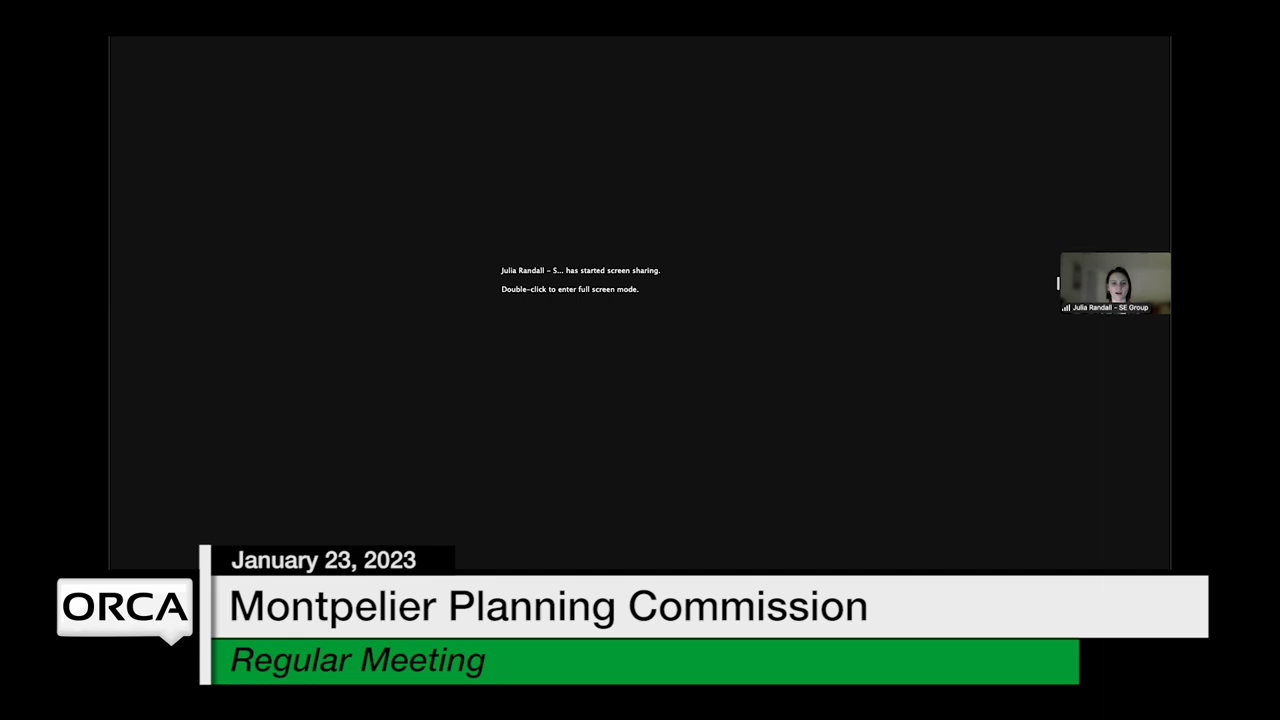 Julia Randall - S... has started screen sharing.
Double-click to enter full screen mode.
Julia Randall - SE Group
January 23, 2023
ORCA
Montpelier Planning Commission
Regular Meeting